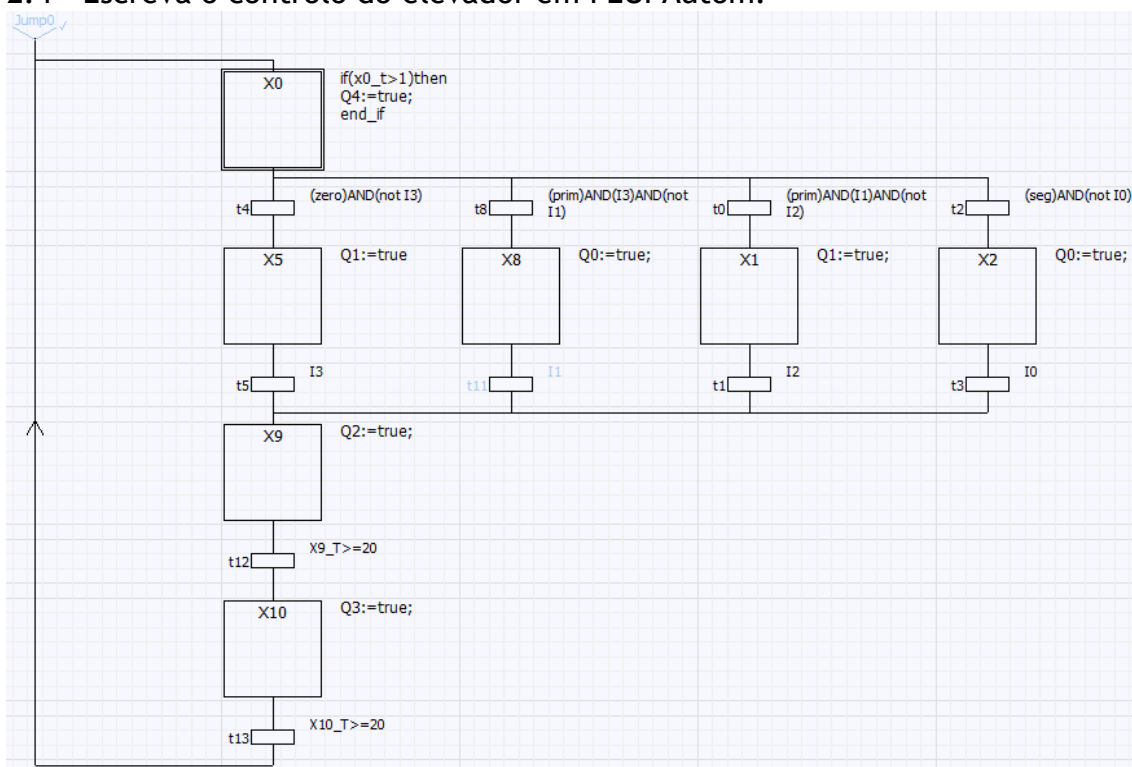 2.4 - Escreva o controlo do elevador em PLC. Autom.
Jump0
X0
if(x0_t>1)then
Q4:=true;
end_if
t4
(zero)AND(not I3)
t8
(prim)AND(I3)AND(not
I1)
t0
(prim)AND(I1)AND(not
I2)
t2
(seg)AND(not I0)
X5
Q1:=true
X8
Q0:=true;
X1
Q1:=true;
X2
Q0:=true;
t5
I3
t11
I1
t1
I2
t3
I0
X9
Q2:=true;
t12
X9_T>=20
X10
Q3:=true;
t13
X10_T>=20